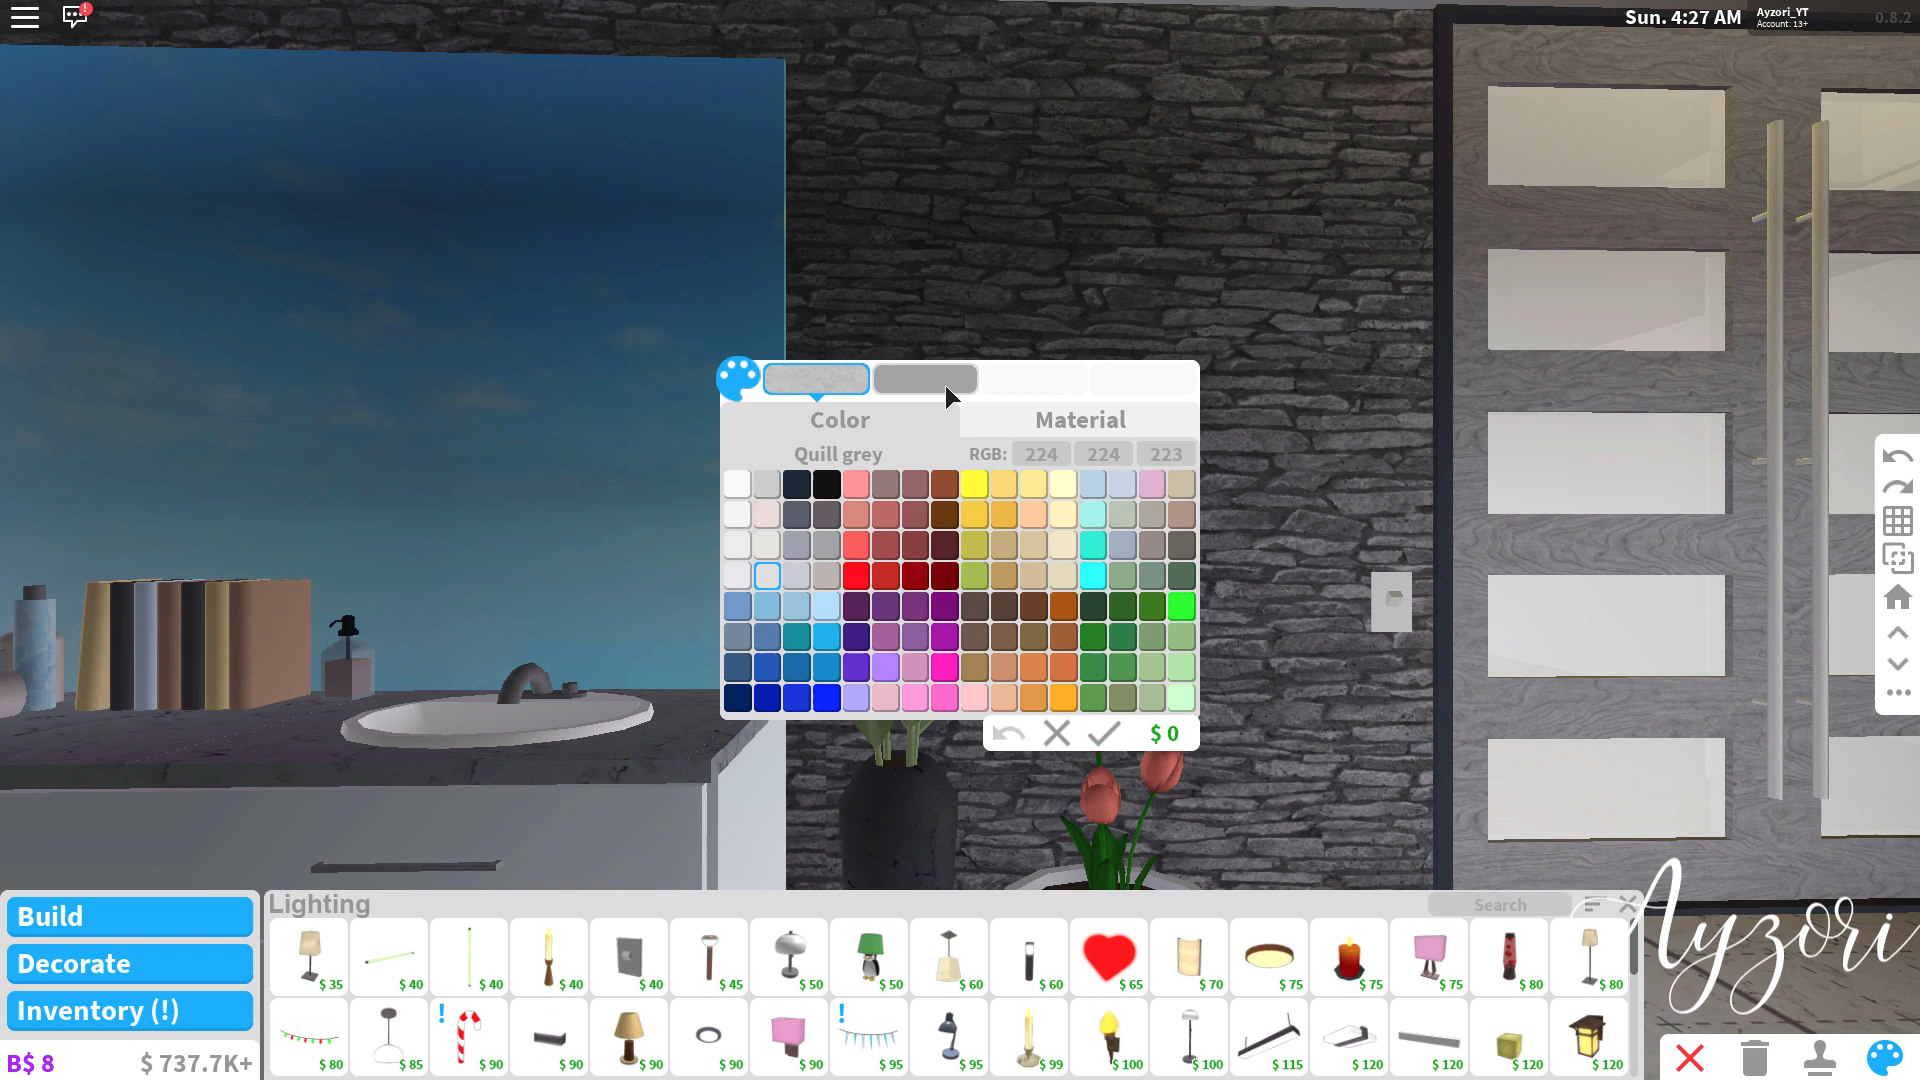 !
Sun. 4:27 AM
Ayzori_YT
Account: 13+
0.8.2
Color
Material
Quill grey
RGB: 224 224 223
$ 0
Build
Decorate
Inventory (!)
B$ 8
$ 737.7K+
Lighting
Search
$ 35 $ 40 $ 40 $ 40 $ 40 $ 45 $ 50 $ 50 $ 60 $ 60 $ 65 $ 70 $ 75 $ 75 $ 75 $ 80 $ 80
! !
$ 80 $ 85 $ 90 $ 90 $ 90 $ 90 $ 90 $ 95 $ 95 $ 99 $ 100 $ 100 $ 115 $ 120 $ 120 $ 120 $ 120
Ayzori